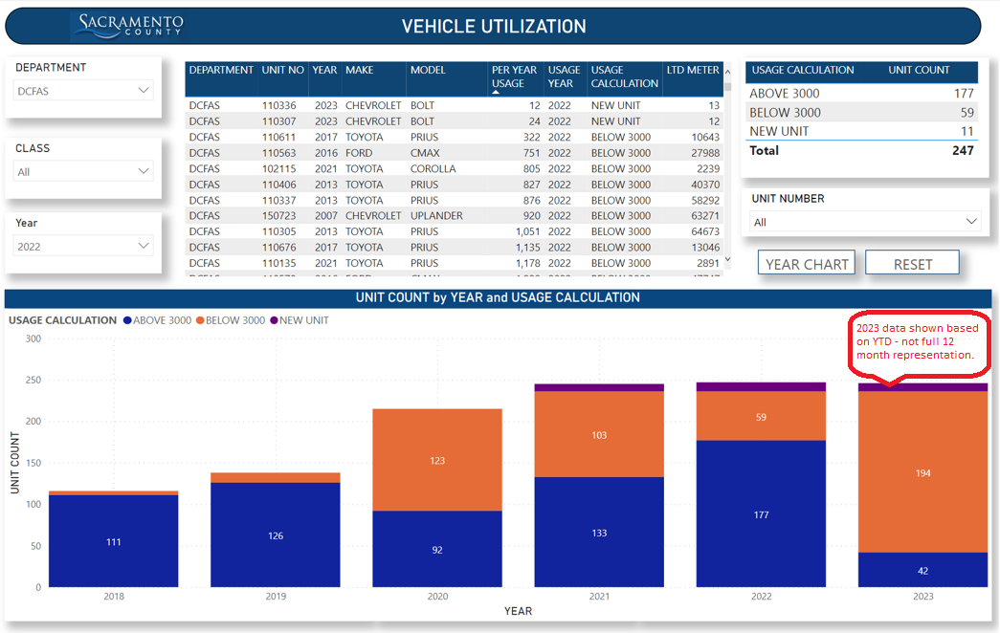 SACRAMENTO
COUNTY
VEHICLE UTILIZATION
DEPARTMENT
DCFAS
CLASS
All
Year
2022
DEPARTMENT UNIT NO YEAR MAKE MODEL PER YEAR USAGE USAGE YEAR USAGE CALCULATION LTD METER
DCFAS 110336 2023 CHEVROLET BOLT 12 2022 NEW UNIT 13
DCFAS 110307 2023 CHEVROLET BOLT 24 2022 NEW UNIT 12
DCFAS 110611 2017 TOYOTA PRIUS 322 2022 BELOW 3000 10643
DCFAS 110563 2016 FORD CMAX 751 2022 BELOW 3000 27988
DCFAS 102115 2021 TOYOTA COROLLA 805 2022 BELOW 3000 2239
DCFAS 110406 2013 TOYOTA PRIUS 827 2022 BELOW 3000 40370
DCFAS 110337 2013 TOYOTA PRIUS 876 2022 BELOW 3000 58292
DCFAS 150723 2007 CHEVROLET UPLANDER 920 2022 BELOW 3000 63271
DCFAS 110305 2013 TOYOTA PRIUS 1,051 2022 BELOW 3000 64673
DCFAS 110676 2017 TOYOTA PRIUS 1,135 2022 BELOW 3000 13046
DCFAS 110135 2021 TOYOTA PRIUS 1,178 2022 BELOW 3000 2891
USAGE CALCULATION UNIT COUNT
ABOVE 3000 177
BELOW 3000 59
NEW UNIT 11
Total 247
UNIT NUMBER
All
YEAR CHART RESET
UNIT COUNT by YEAR and USAGE CALCULATION
USAGE CALCULATION ABOVE 3000 BELOW 3000 NEW UNIT
2023 data shown based
on YTD - not full 12
month representation.
UNIT COUNT
300
250
200
150
100
50
0
111
126
123
92
103
133
59
177
194
42
2018 2019 2020 2021 2022 2023
YEAR